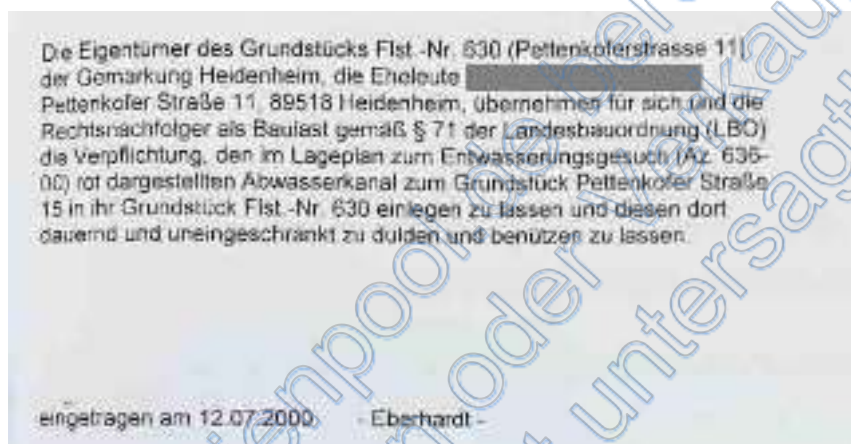 Die Eigentümer des Grundstücks Flst.-Nr. 630 (Pettenkoferstrasse 11),
der Gemarkung Heidenheim, die Eheleute
Pettenkofer Straße 11, 89518 Heidenheim, übernehmen für sich und die
Rechtsnachfolger als Baulast gemäß § 71 der Landesbauordnung (LBO)
die Verpflichtung, den im Lageplan zum Entwässerungsgesuch (Az. 636-
00) rot dargestellten Abwasserkanal zum Grundstück Pettenkofer Straße
15 in ihr Grundstück Flst.-Nr. 630 einlegen zu lassen und diesen dort
dauernd und uneingeschränkt zu dulden und benützen zu lassen.
eingetragen am 12.07.2000 - Eberhardt -
oder Verkauf
untersagt